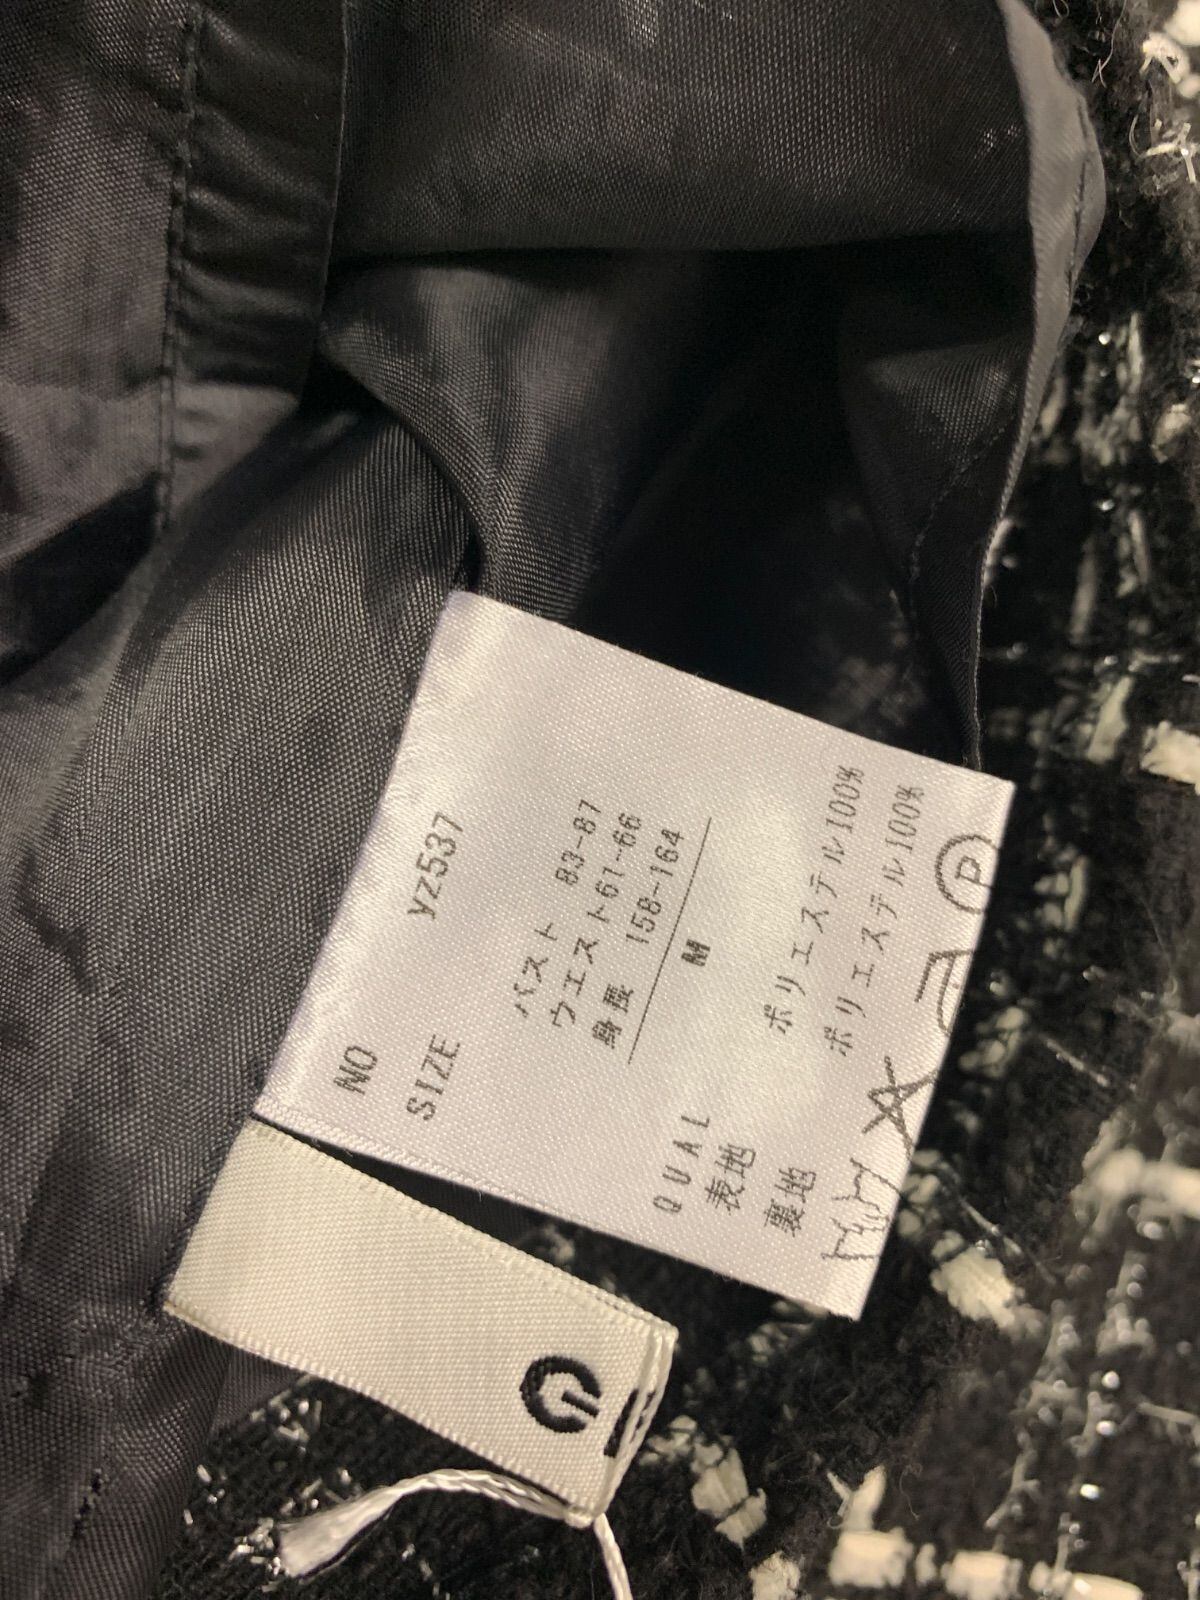 NO yz537
SIZE
バスト 83-87
ウエスト61-66
身長 158-164
M
QUAL
表地 ポリエステル100%
裏地 ポリエステル100%
P